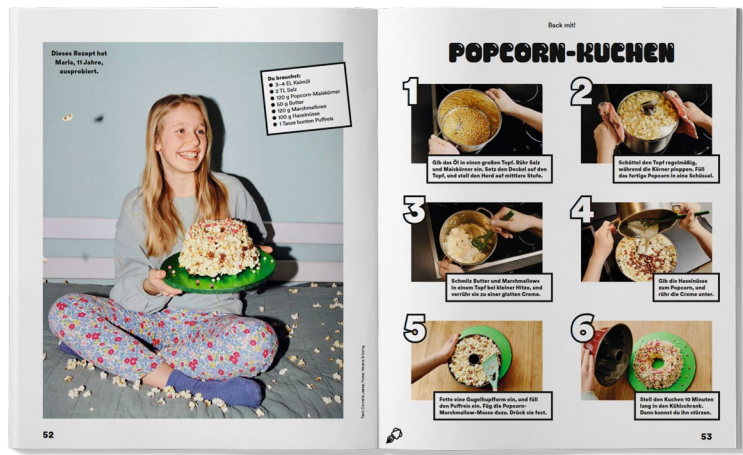 Dieses Rezept hat
Marla, 11 Jahre,
ausprobiert.
Du brauchst:
● 3–4 EL Keimöl
● 2 TL Salz
● 120 g Popcorn-Maiskörner
● 50 g Butter
● 120 g Marshmallows
● 100 g Haselnüsse
● 1 Tasse bunten Puffreis
52
Back mit!
POPCORN-KUCHEN
1
Gib das Öl in einen großen Topf. Rühr Salz
und Maiskörner ein. Setz den Deckel auf den
Topf, und stell den Herd auf mittlere Stufe.
2
Schüttel den Topf regelmäßig,
während die Körner ploppen. Füll
das fertige Popcorn in eine Schüssel.
3
Schmilz Butter und Marshmallows
in einem Topf bei kleiner Hitze, und
verrühr sie zu einer glatten Creme.
4
Gib die Haselnüsse
zum Popcorn, und
rühr die Creme unter.
5
Fette eine Gugelhupfform ein, und füll
den Puffreis ein. Füg die Popcorn-
Marshmallow-Masse dazu. Drück sie fest.
6
Stell den Kuchen 10 Minuten
lang in den Kühlschrank.
Dann kannst du ihn stürzen.
53